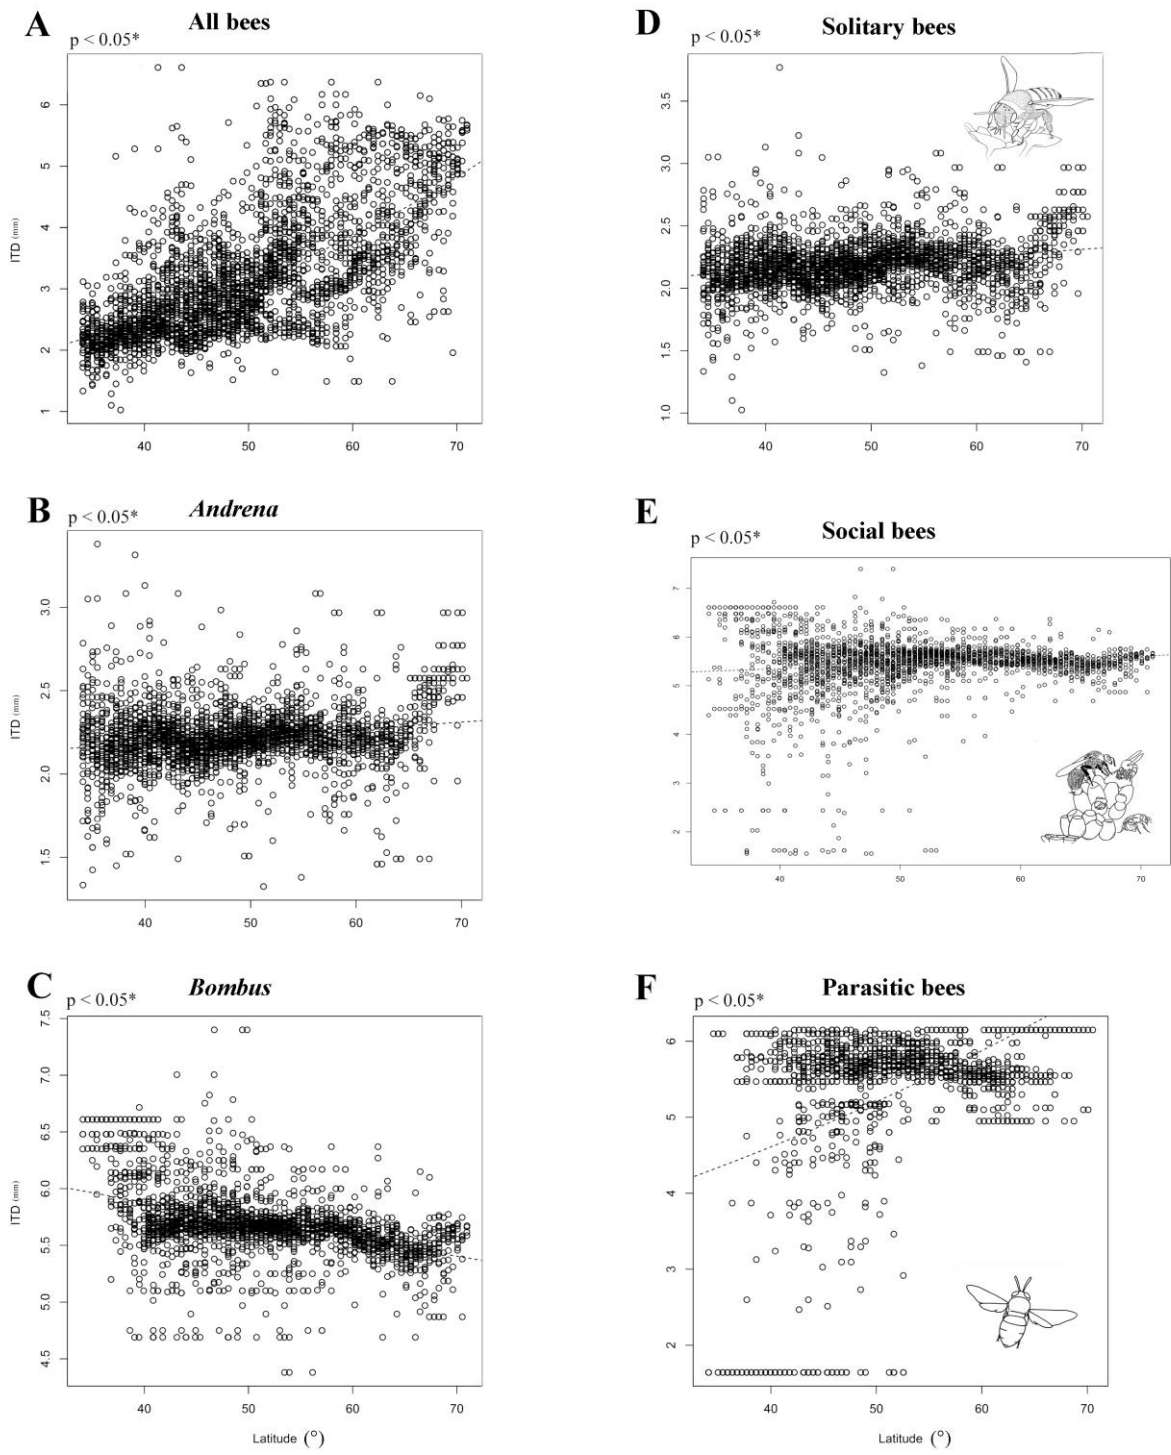 A
All bees
p < 0.05*
ITD (mm)
6
5
4
3
2
1
40 50 60 70
B
Andrena
p < 0.05*
ITD (mm)
3.0
2.5
2.0
1.5
40 50 60 70
C
Bombus
p < 0.05*
ITD (mm)
7.5
7.0
6.5
6.0
5.5
5.0
4.5
40 50 60 70
Latitude (°)
D
Solitary bees
p < 0.05*
3.5
3.0
2.5
2.0
1.5
1.0
40 50 60 70
E
Social bees
p < 0.05*
7
6
5
4
3
2
40 50 60 70
F
Parasitic bees
p < 0.05*
6
5
4
3
2
40 50 60 70
Latitude (°)